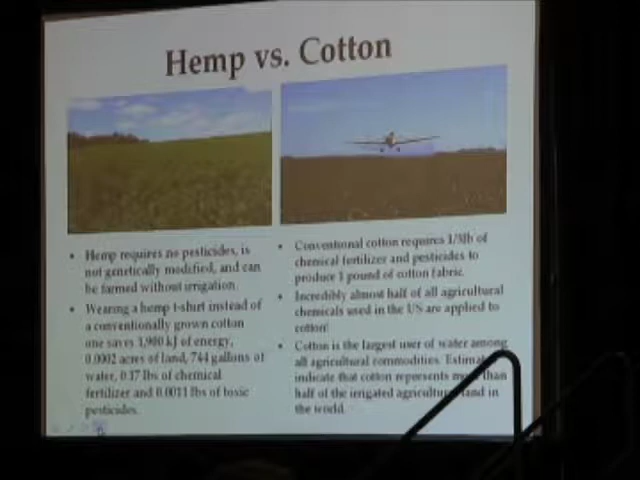 Hemp vs. Cotton
• Hemp requires no pesticides, is
not genetically modified, and can
be farmed without irrigation.
• Wearing a hemp t-shirt instead of
a conventionally grown cotton
one saves 1,900 kJ of energy,
0.0002 acres of land, 744 gallons of
water, 0.17 lbs of chemical
fertilizer and 0.0011 lbs of toxic
pesticides.
• Conventional cotton requires 1/3lb of
chemical fertilizer and pesticides to
produce 1 pound of cotton fabric.
• Incredibly almost half of all agricultural
chemicals used in the US are applied to
cotton!
• Cotton is the largest user of water among
all agricultural commodities.
indicate that cotton represents more than
half of the irrigated agricultural land in
the world.